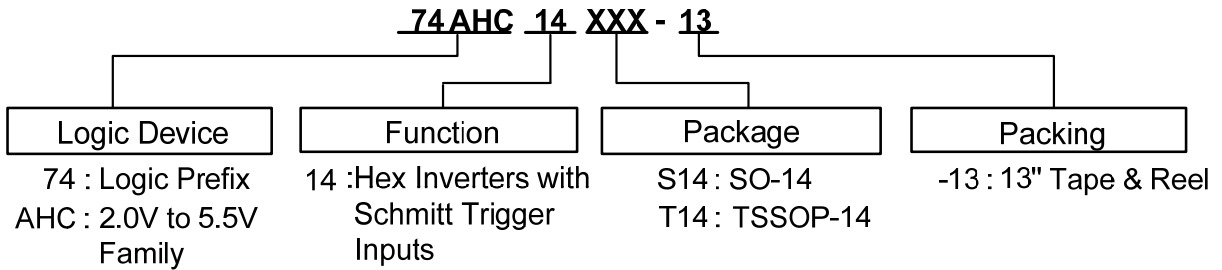 74 AHC 14 XXX - 13
Logic Device
74 : Logic Prefix
AHC : 2.0V to 5.5V
Family
Function
14 :Hex Inverters with
Schmitt Trigger
Inputs
Package
S14 : SO-14
T14 : TSSOP-14
Packing
-13 : 13" Tape & Reel